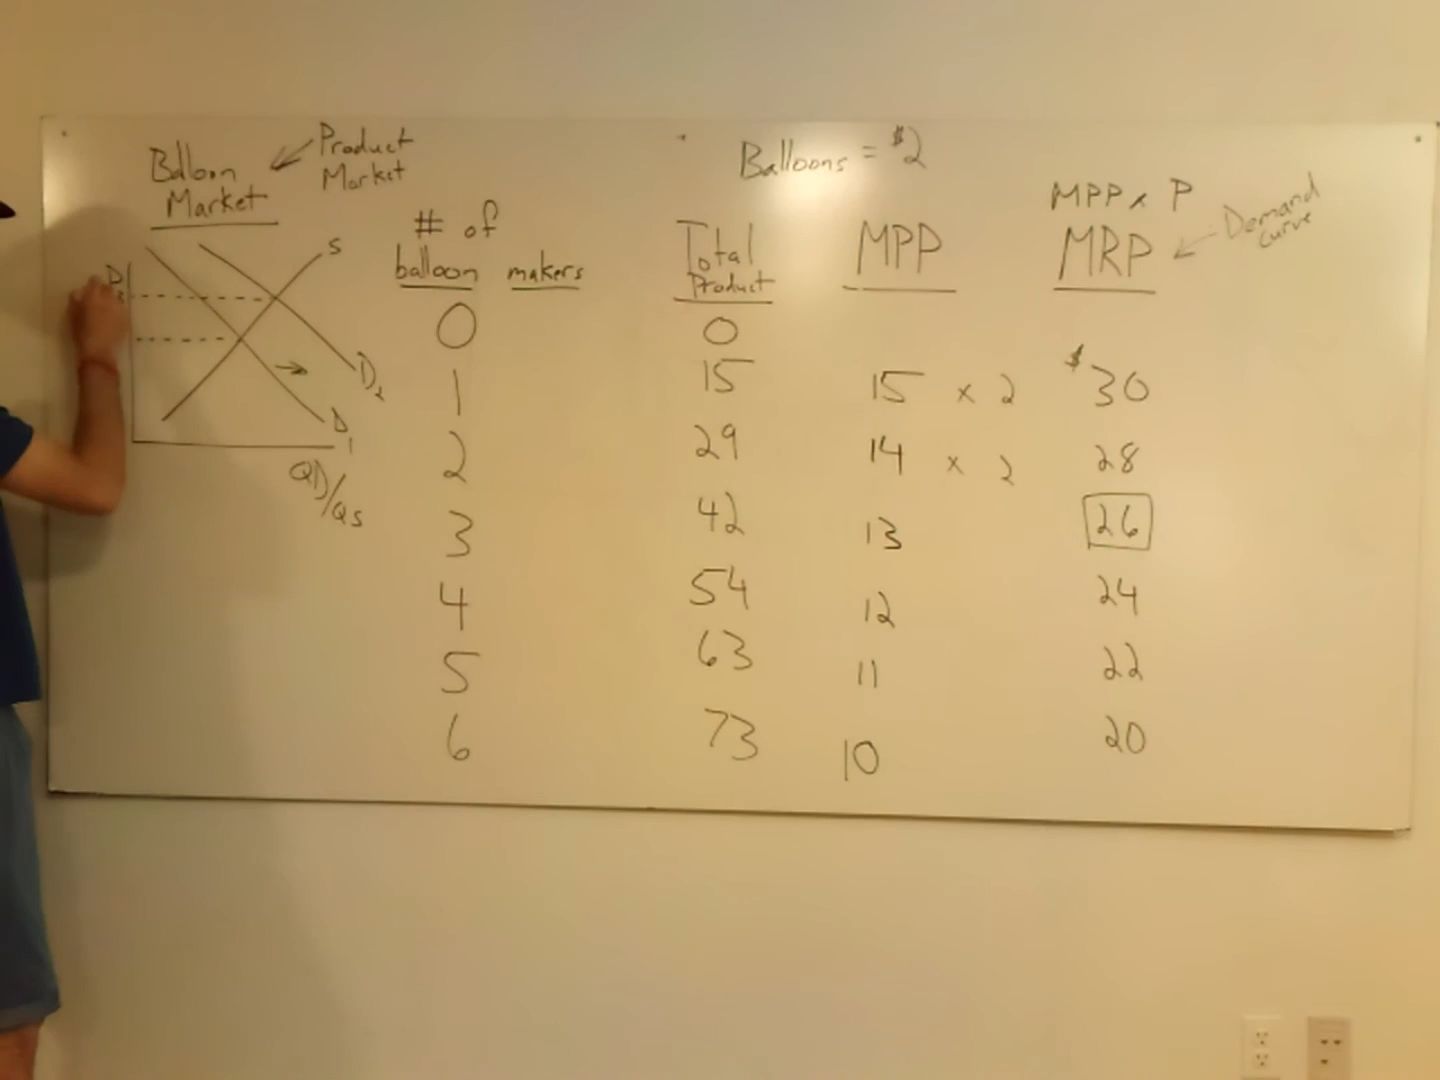 Balloon
Market
Product
Market
Balloons = $2
# of
balloon makers
Total
Product
MPP
MPP x P
MRP
Demand
curve
S
D2
D1
QD/QS
0 0
1 15 15 x 2 $30
2 29 14 x 2 28
3 42 13 26
4 54 12 24
5 63 11 22
6 73 10 20